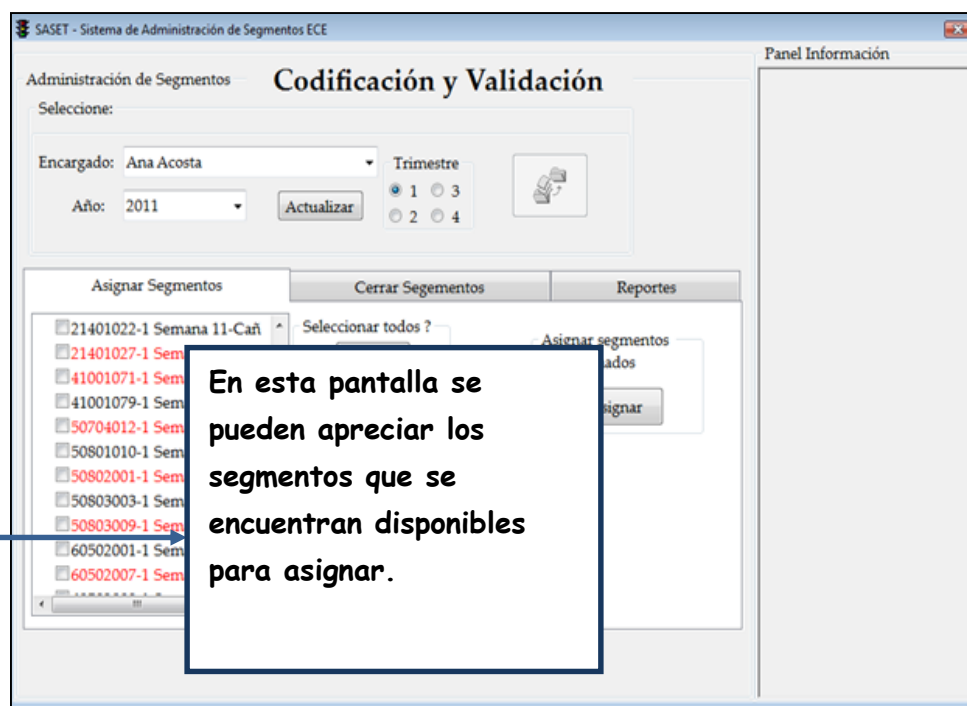 SASET - Sistema de Administración de Segmentos ECE
Panel Información
Administración de Segmentos
Codificación y Validación
Seleccione:
Encargado: Ana Acosta
Trimestre
1 3
Año: 2011
Actualizar
2 4
Asignar Segmentos
Cerrar Segementos
Reportes
21401022-1 Semana 11-Cañ
21401027-1 Sem
41001071-1 Sem
41001079-1 Sem
50704012-1 Sem
50801010-1 Sem
50802001-1 Sem
50803003-1 Sem
50803009-1 Sem
60502001-1 Sem
60502007-1 Sem
Seleccionar todos ?
Asignar segmentos
En esta pantalla se
pueden apreciar los
segmentos que se
encuentran disponibles
para asignar.